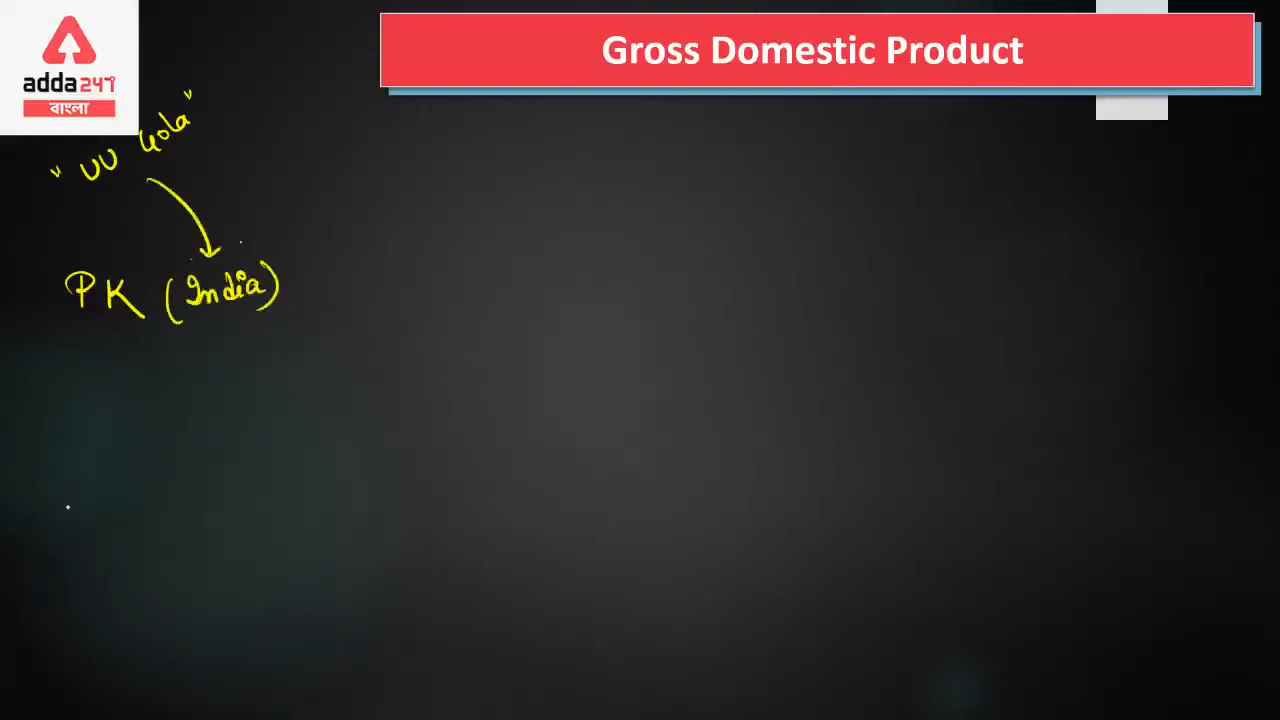 Gross Domestic Product
adda247
বাংলা
" UU Gola "
PK (India)